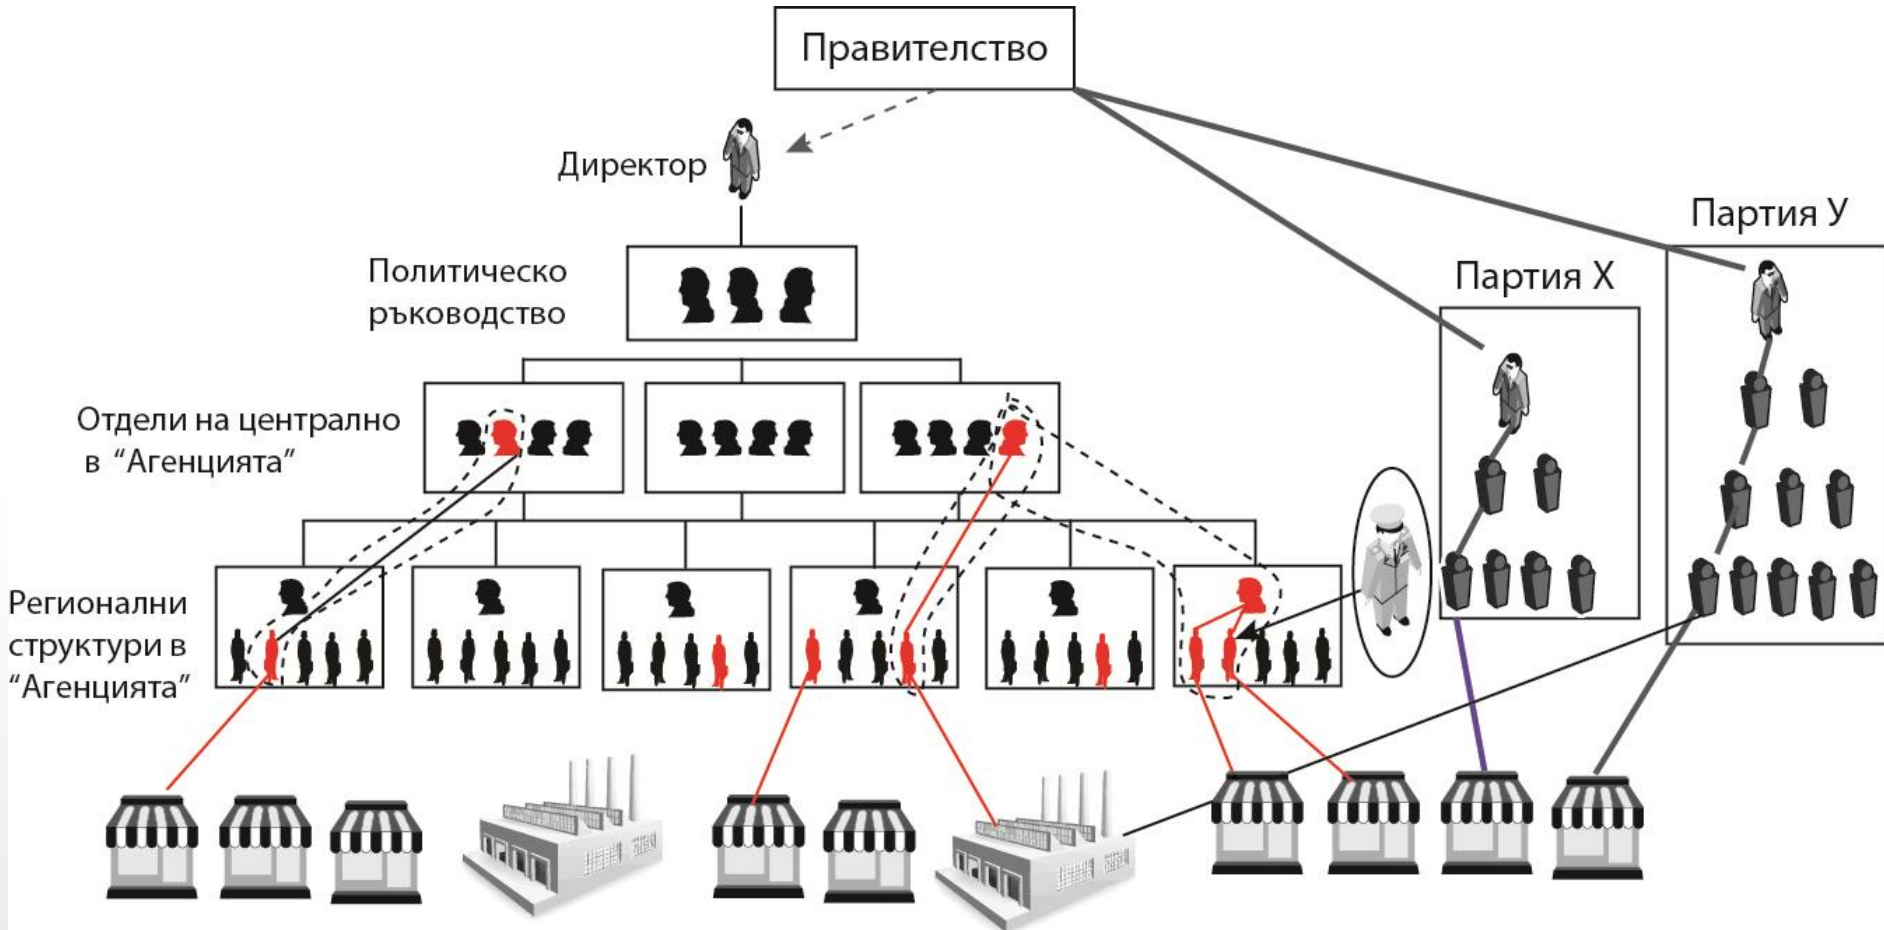 Правителство
Директор
Партия У
Политическо
ръководство
Партия Х
Отдели на централно
в “Агенцията”
Регионални
структури в
“Агенцията”